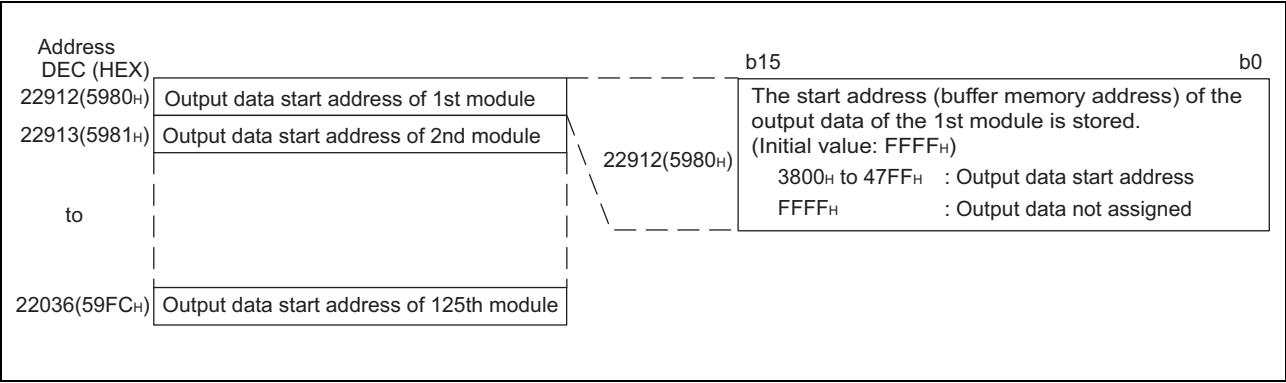 Address
DEC (HEX)
22912(5980H) Output data start address of 1st module
22913(5981H) Output data start address of 2nd module
to
22036(59FCH) Output data start address of 125th module
b15 b0
22912(5980H)
The start address (buffer memory address) of the
output data of the 1st module is stored.
(Initial value: FFFFH)
3800H to 47FFH : Output data start address
FFFFH : Output data not assigned